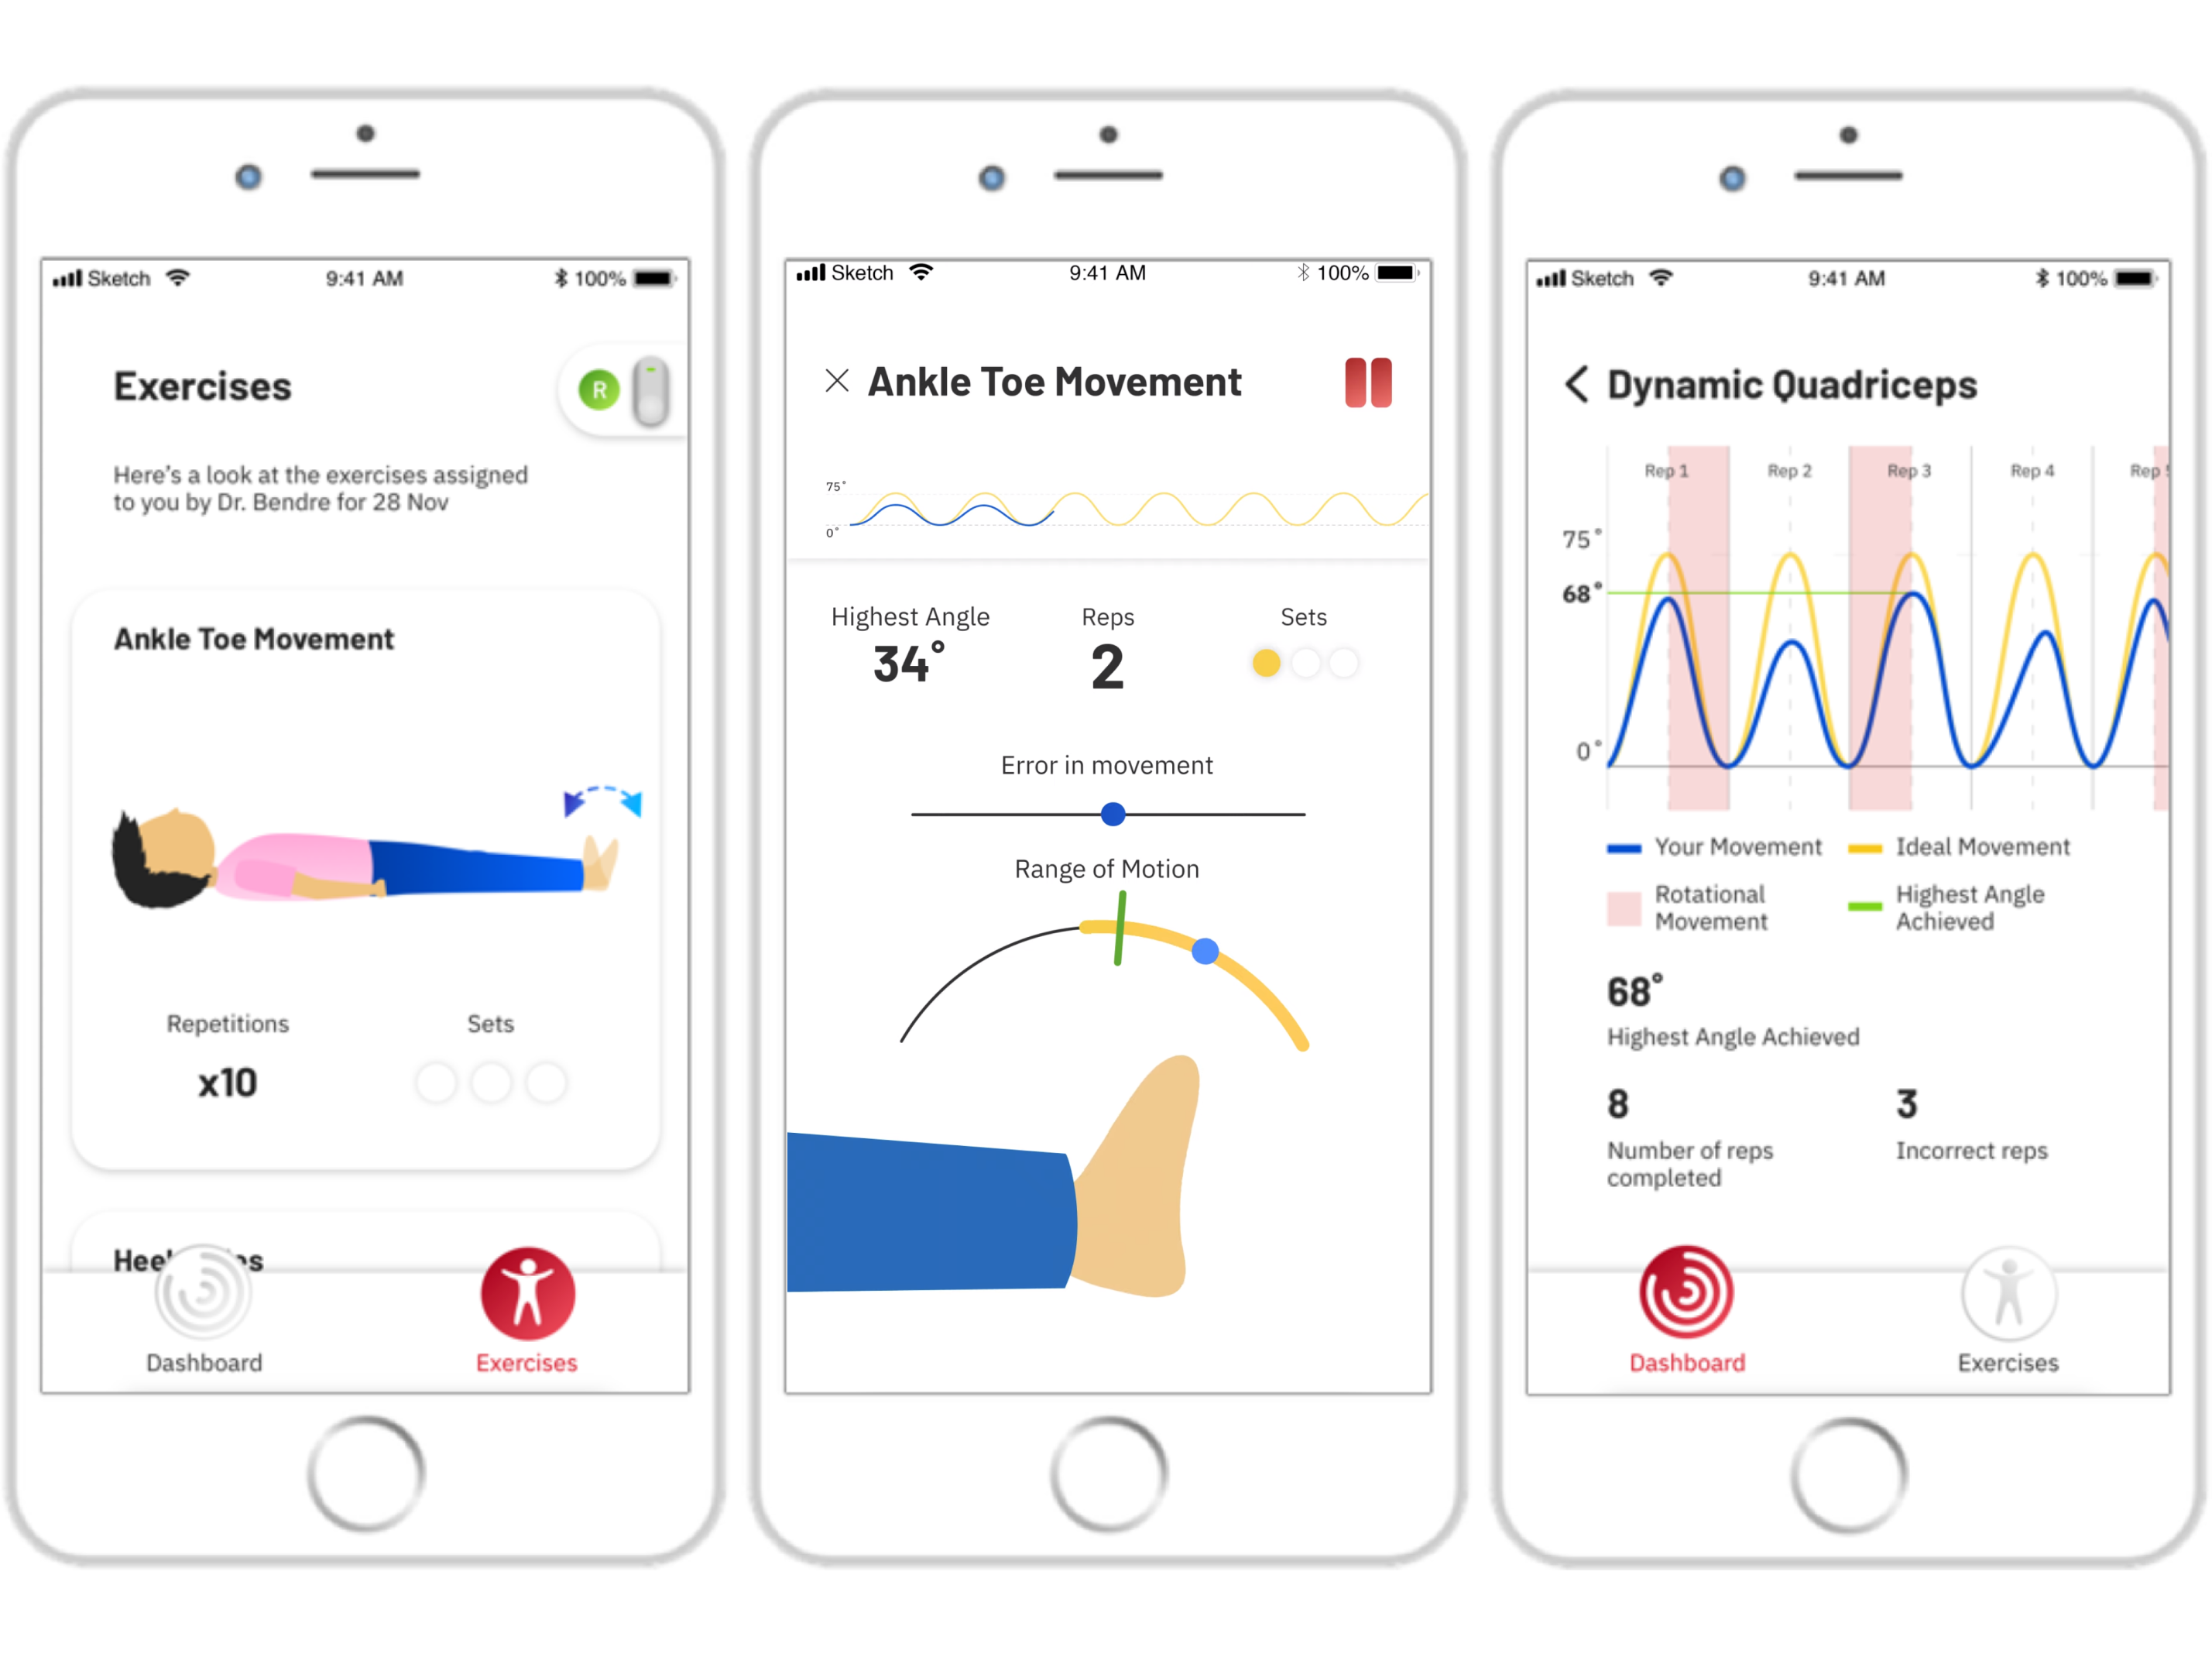 Sketch 9:41 AM 100%
Exercises
R
Here's a look at the exercises assigned
to you by Dr. Bendre for 28 Nov
Ankle Toe Movement
Repetitions Sets
x10
Dashboard Exercises
Sketch 9:41 AM 100%
Ankle Toe Movement
75°
0°
Highest Angle Reps Sets
34° 2
Error in movement
Range of Motion
Sketch 9:41 AM 100%
Dynamic Quadriceps
Rep 1 Rep 2 Rep 3 Rep 4 Rep
75°
68°
0°
Your Movement Ideal Movement
Rotational Highest Angle
Movement Achieved
68°
Highest Angle Achieved
8 3
Number of reps Incorrect reps
completed
Dashboard Exercises